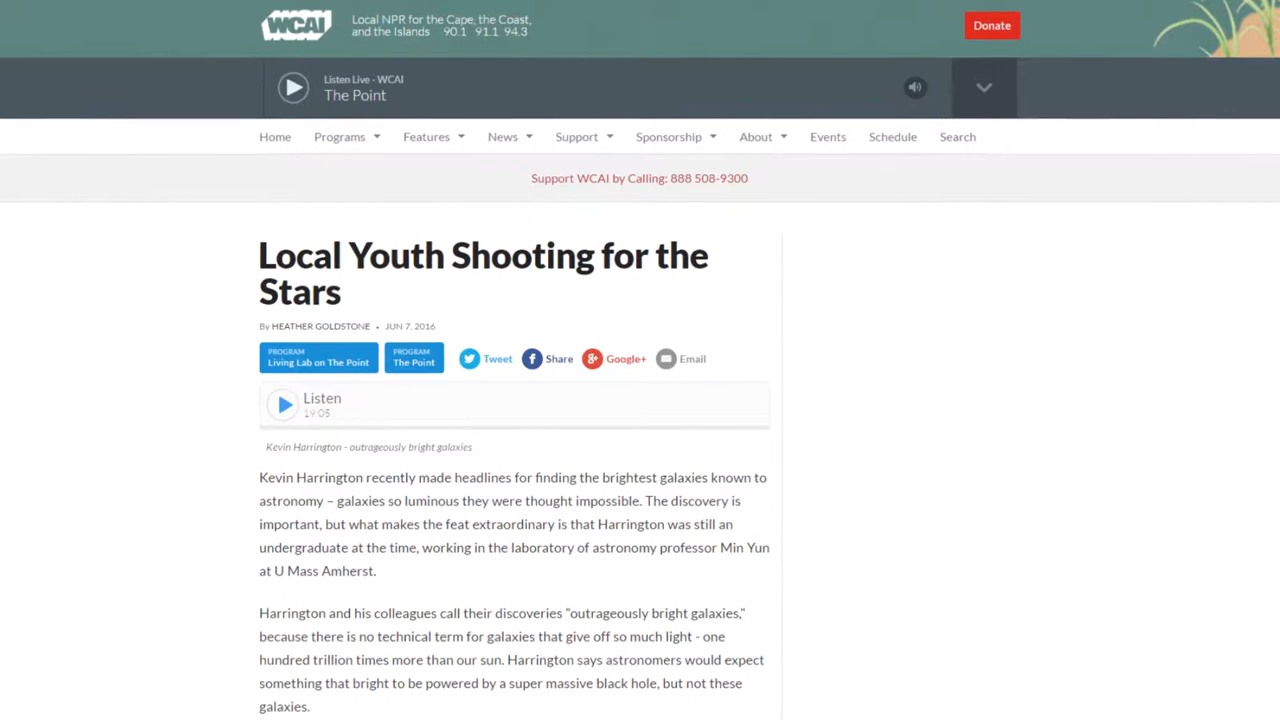 WCAI
Local NPR for the Cape, the Coast,
and the Islands 90.1 91.1 94.3
Donate
Listen Live - WCAI
The Point
Home Programs Features News Support Sponsorship About Events Schedule Search
Support WCAI by Calling: 888 508-9300
Local Youth Shooting for the
Stars
By HEATHER GOLDSTONE • JUN 7, 2016
PROGRAM
Living Lab on The Point
PROGRAM
The Point
Tweet Share Google+ Email
Listen
19:05
Kevin Harrington - outrageously bright galaxies
Kevin Harrington recently made headlines for finding the brightest galaxies known to
astronomy – galaxies so luminous they were thought impossible. The discovery is
important, but what makes the feat extraordinary is that Harrington was still an
undergraduate at the time, working in the laboratory of astronomy professor Min Yun
at U Mass Amherst.
Harrington and his colleagues call their discoveries "outrageously bright galaxies,"
because there is no technical term for galaxies that give off so much light - one
hundred trillion times more than our sun. Harrington says astronomers would expect
something that bright to be powered by a super massive black hole, but not these
galaxies.